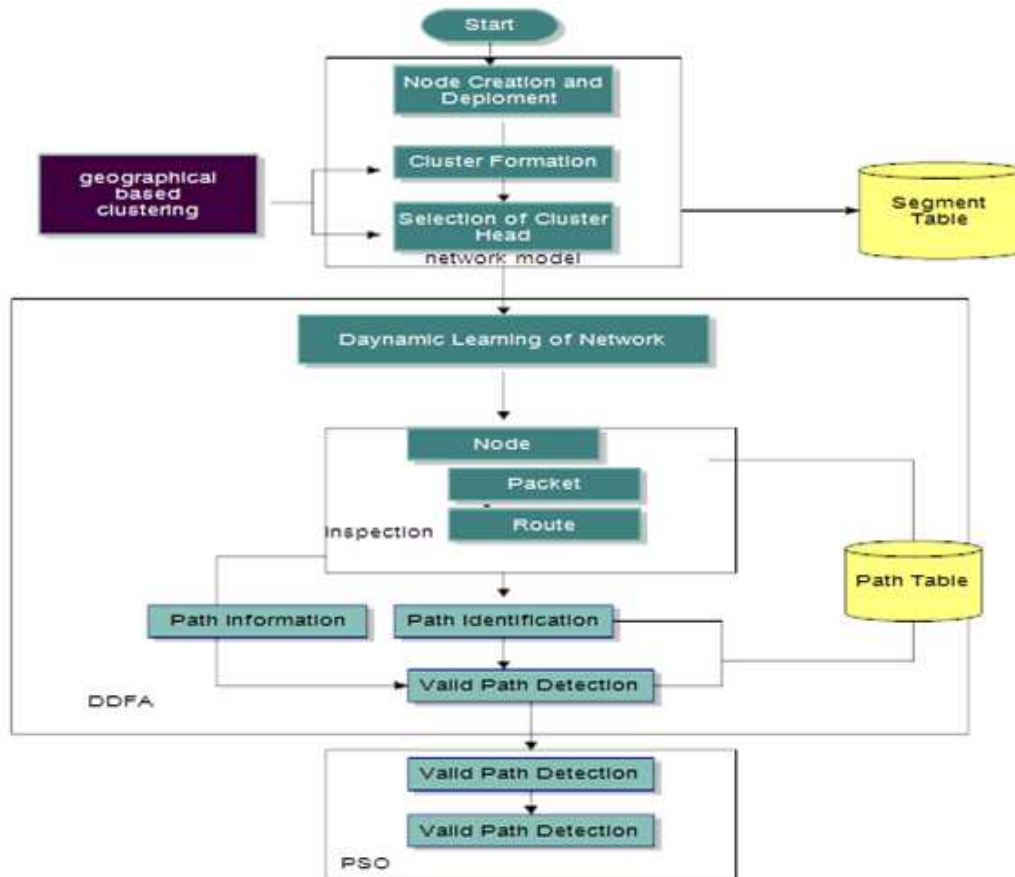 Start
Node Creation and
Deploment
geographical
based
clustering
Cluster Formation
Selection of Cluster
Head
network model
Segment
Table
Daynamic Learning of Network
Node
Packet
Route
Inspection
Path Table
Path Information
Path Identification
Valid Path Detection
DDFA
Valid Path Detection
Valid Path Detection
PSO